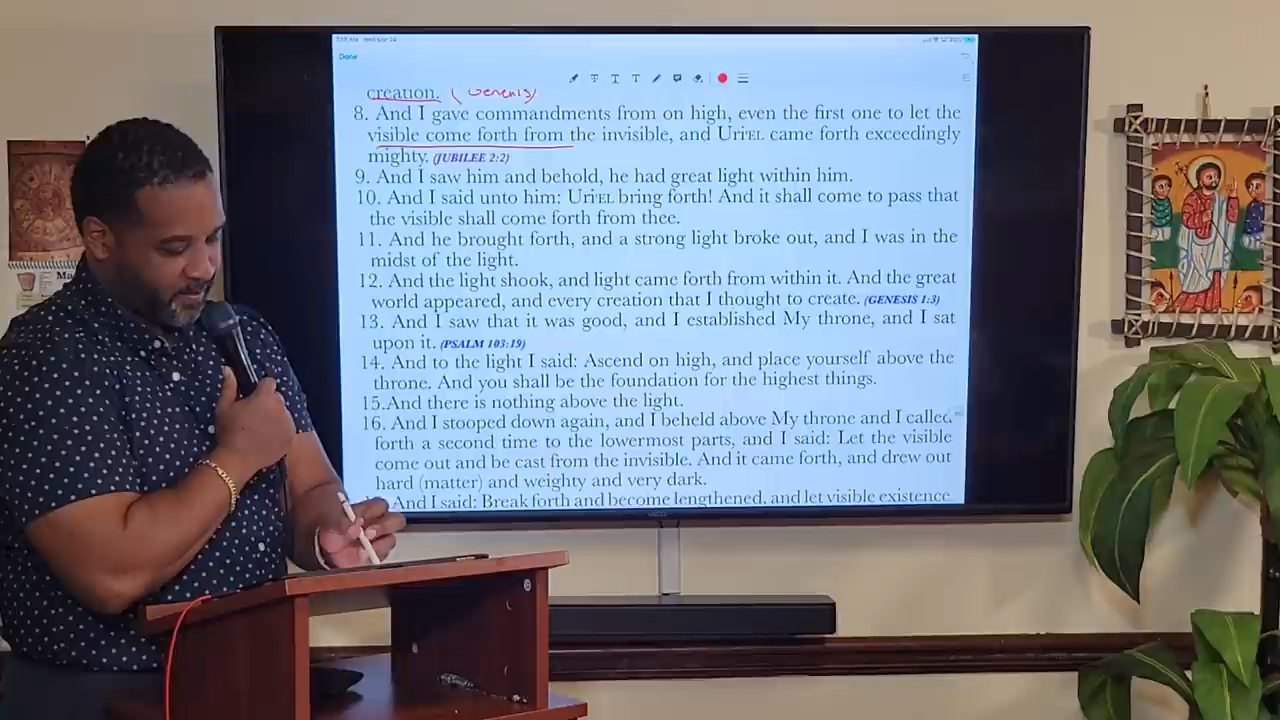 Done
creation. (Genesis)
8. And I gave commandments from on high, even the first one to let the
visible come forth from the invisible, and Uri'EL came forth exceedingly
mighty. (JUBILEE 2:2)
9. And I saw him and behold, he had great light within him.
10. And I said unto him: Uri'EL bring forth! And it shall come to pass that
the visible shall come forth from thee.
11. And he brought forth, and a strong light broke out, and I was in the
midst of the light.
12. And the light shook, and light came forth from within it. And the great
world appeared, and every creation that I thought to create. (GENESIS 1:3)
13. And I saw that it was good, and I established My throne, and I sat
upon it. (PSALM 103:19)
14. And to the light I said: Ascend on high, and place yourself above the
throne. And you shall be the foundation for the highest things.
15.And there is nothing above the light.
16. And I stooped down again, and I beheld above My throne and I called
forth a second time to the lowermost parts, and I said: Let the visible
come out and be cast from the invisible. And it came forth, and drew out
hard (matter) and weighty and very dark.
And I said: Break forth and become lengthened, and let visible existence